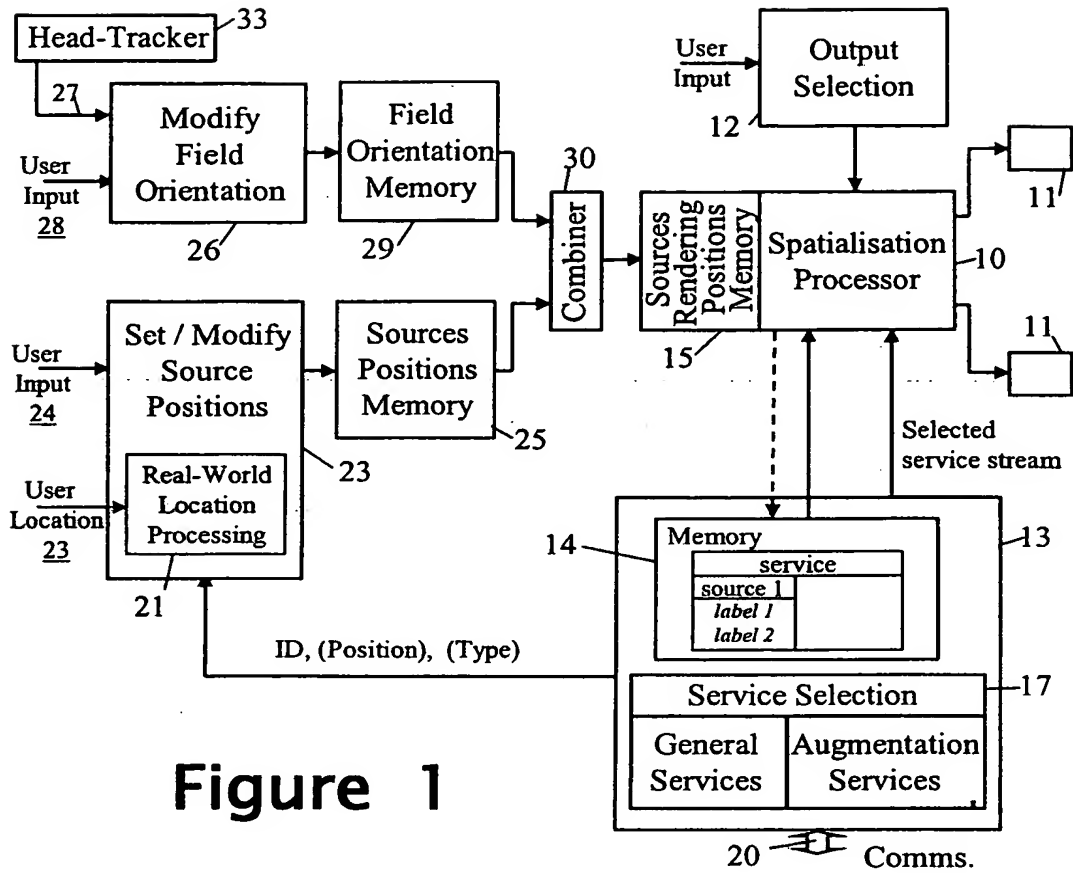 Head-Tracker
33
27
User
Input
28
Modify
Field
Orientation
26
Field
Orientation
Memory
29
30
Combiner
User
Input
12
Output
Selection
Sources
Rendering
Positions
Memory
15
Spatialisation
Processor
10
11
11
User
Input
24
Set / Modify
Source
Positions
23
Sources
Positions
Memory
25
User
Location
23
Real-World
Location
Processing
21
ID, (Position), (Type)
Selected
service stream
13
14
Memory
service
source 1
label 1
label 2
17
Service Selection
General
Services
Augmentation
Services
20
Comms.
Figure 1